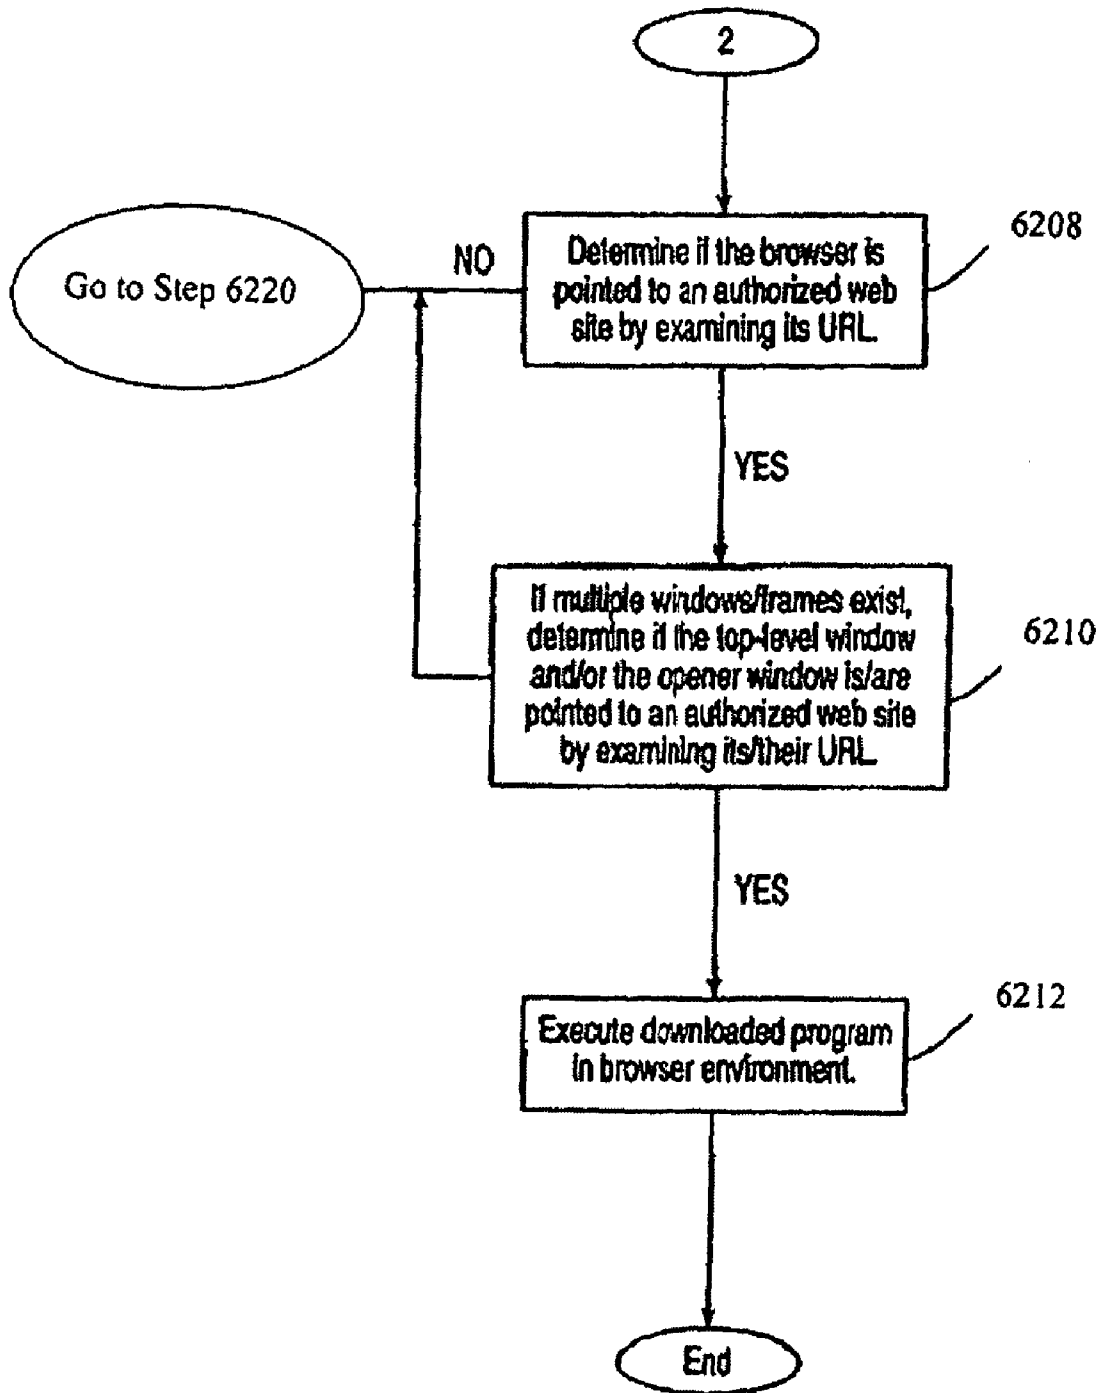 2
6208
Determine if the browser is
pointed to an authorized web
site by examining its URL.
NO
Go to Step 6220
YES
6210
If multiple windows/frames exist,
determine if the top-level window
and/or the opener window is/are
pointed to an authorized web site
by examining its/their URL.
YES
6212
Execute downloaded program
in browser environment.
End